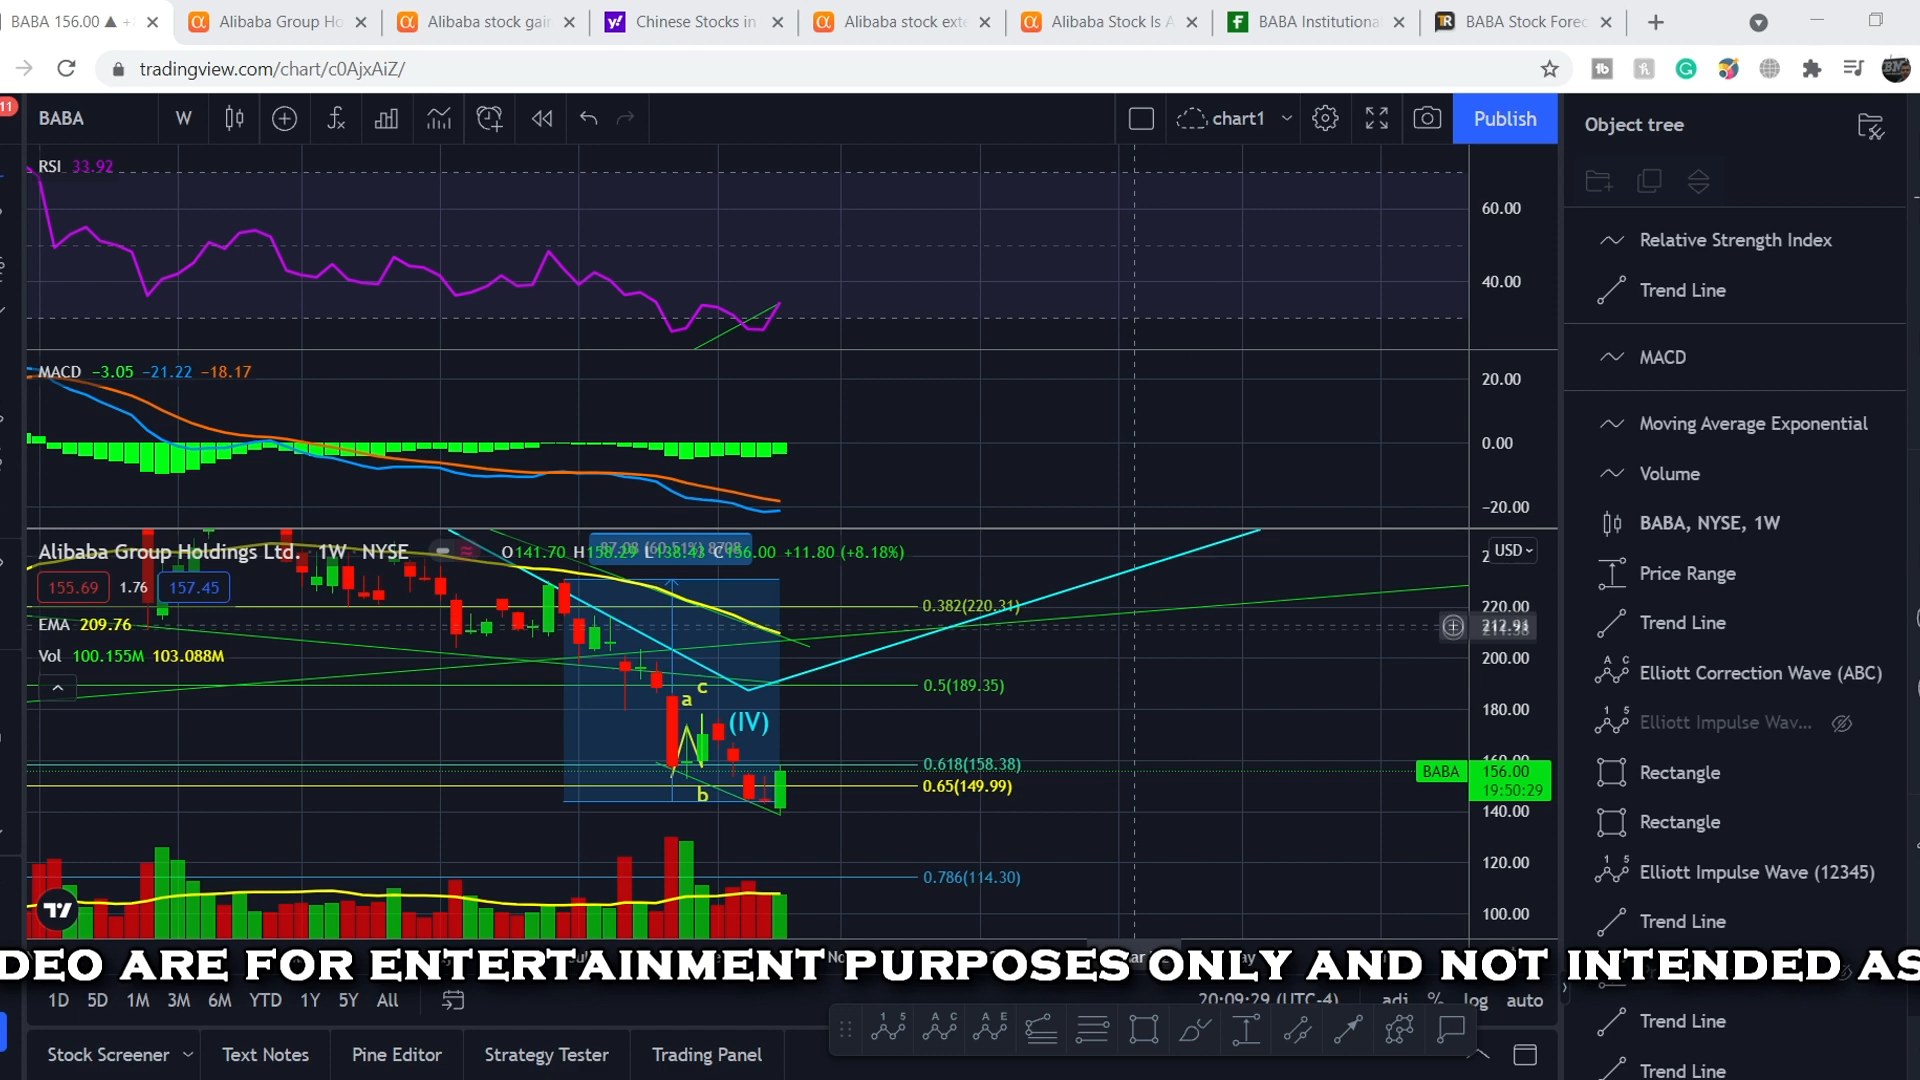 BABA 156.00 ▲
Alibaba Group Ho
Alibaba stock gai
Chinese Stocks in
Alibaba stock exte
Alibaba Stock Is A
BABA Institutiona
BABA Stock Forec
tradingview.com/chart/c0AjxAiZ/
11
BABA
W
chart1
Publish
Object tree
RSI 33.92
60.00
40.00
Relative Strength Index
Trend Line
MACD −3.05 −21.22 −18.17
20.00
0.00
−20.00
MACD
Moving Average Exponential
Volume
BABA, NYSE, 1W
Price Range
Trend Line
Elliott Correction Wave (ABC)
Elliott Impulse Wav...
Rectangle
Rectangle
Elliott Impulse Wave (12345)
Trend Line
Trend Line
Trend Line
Alibaba Group Holdings Ltd. · 1W · NYSE
O141.70 H158.29 L138.43 C156.00 +11.80 (+8.18%)
USD
155.69 1.76 157.45
EMA 209.76
Vol 100.155M 103.088M
0.382(220.31)
0.5(189.35)
0.618(158.38)
0.65(149.99)
0.786(114.30)
a
c
b
(IV)
220.00
212.91
200.00
180.00
160.00
BABA 156.00
19:50:29
140.00
120.00
100.00
DEO ARE FOR ENTERTAINMENT PURPOSES ONLY AND NOT INTENDED AS
1D 5D 1M 3M 6M YTD 1Y 5Y All
20:09:29 (UTC-4)
adj % log auto
Stock Screener
Text Notes
Pine Editor
Strategy Tester
Trading Panel